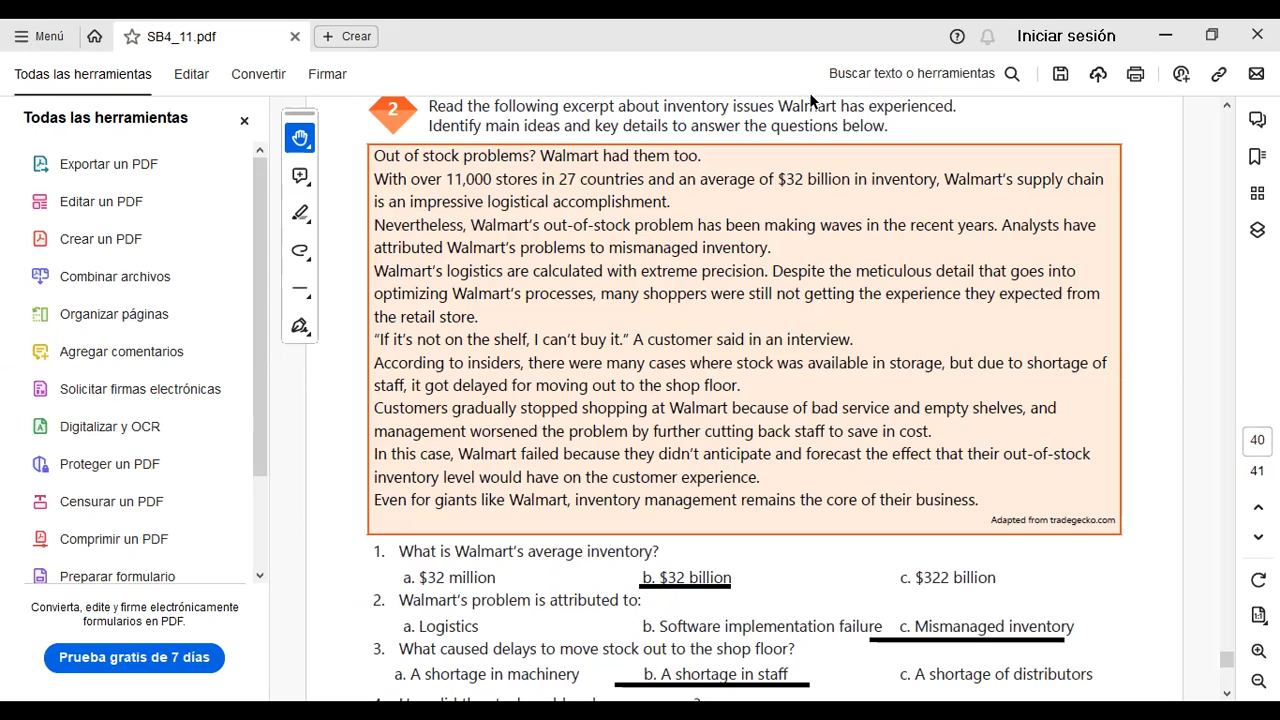 Menú
SB4_11.pdf
Crear
Iniciar sesión
Todas las herramientas
Editar
Convertir
Firmar
Buscar texto o herramientas
Todas las herramientas
Exportar un PDF
Editar un PDF
Crear un PDF
Combinar archivos
Organizar páginas
Agregar comentarios
Solicitar firmas electrónicas
Digitalizar y OCR
Proteger un PDF
Censurar un PDF
Comprimir un PDF
Preparar formulario
Convierta, edite y firme electrónicamente
formularios en PDF.
Prueba gratis de 7 días
2
Read the following excerpt about inventory issues Walmart has experienced.
Identify main ideas and key details to answer the questions below.
Out of stock problems? Walmart had them too.
With over 11,000 stores in 27 countries and an average of $32 billion in inventory, Walmart's supply chain
is an impressive logistical accomplishment.
Nevertheless, Walmart's out-of-stock problem has been making waves in the recent years. Analysts have
attributed Walmart's problems to mismanaged inventory.
Walmart's logistics are calculated with extreme precision. Despite the meticulous detail that goes into
optimizing Walmart's processes, many shoppers were still not getting the experience they expected from
the retail store.
"If it's not on the shelf, I can't buy it." A customer said in an interview.
According to insiders, there were many cases where stock was available in storage, but due to shortage of
staff, it got delayed for moving out to the shop floor.
Customers gradually stopped shopping at Walmart because of bad service and empty shelves, and
management worsened the problem by further cutting back staff to save in cost.
In this case, Walmart failed because they didn't anticipate and forecast the effect that their out-of-stock
inventory level would have on the customer experience.
Even for giants like Walmart, inventory management remains the core of their business.
Adapted from tradegecko.com
1. What is Walmart's average inventory?
a. $32 million b. $32 billion c. $322 billion
2. Walmart's problem is attributed to:
a. Logistics b. Software implementation failure c. Mismanaged inventory
3. What caused delays to move stock out to the shop floor?
a. A shortage in machinery b. A shortage in staff c. A shortage of distributors
40
41